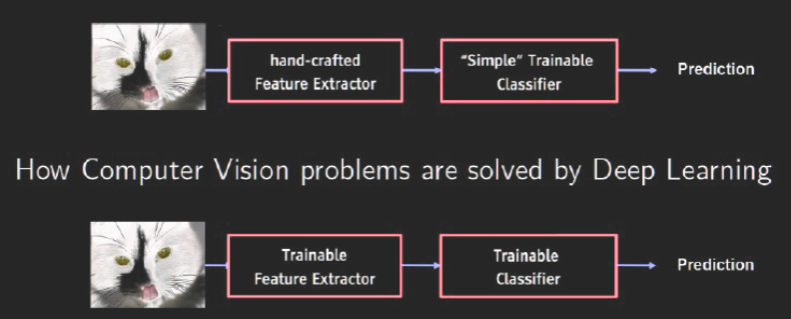 hand-crafted
Feature Extractor
"Simple" Trainable
Classifier
Prediction
How Computer Vision problems are solved by Deep Learning
Trainable
Feature Extractor
Trainable
Classifier
Prediction